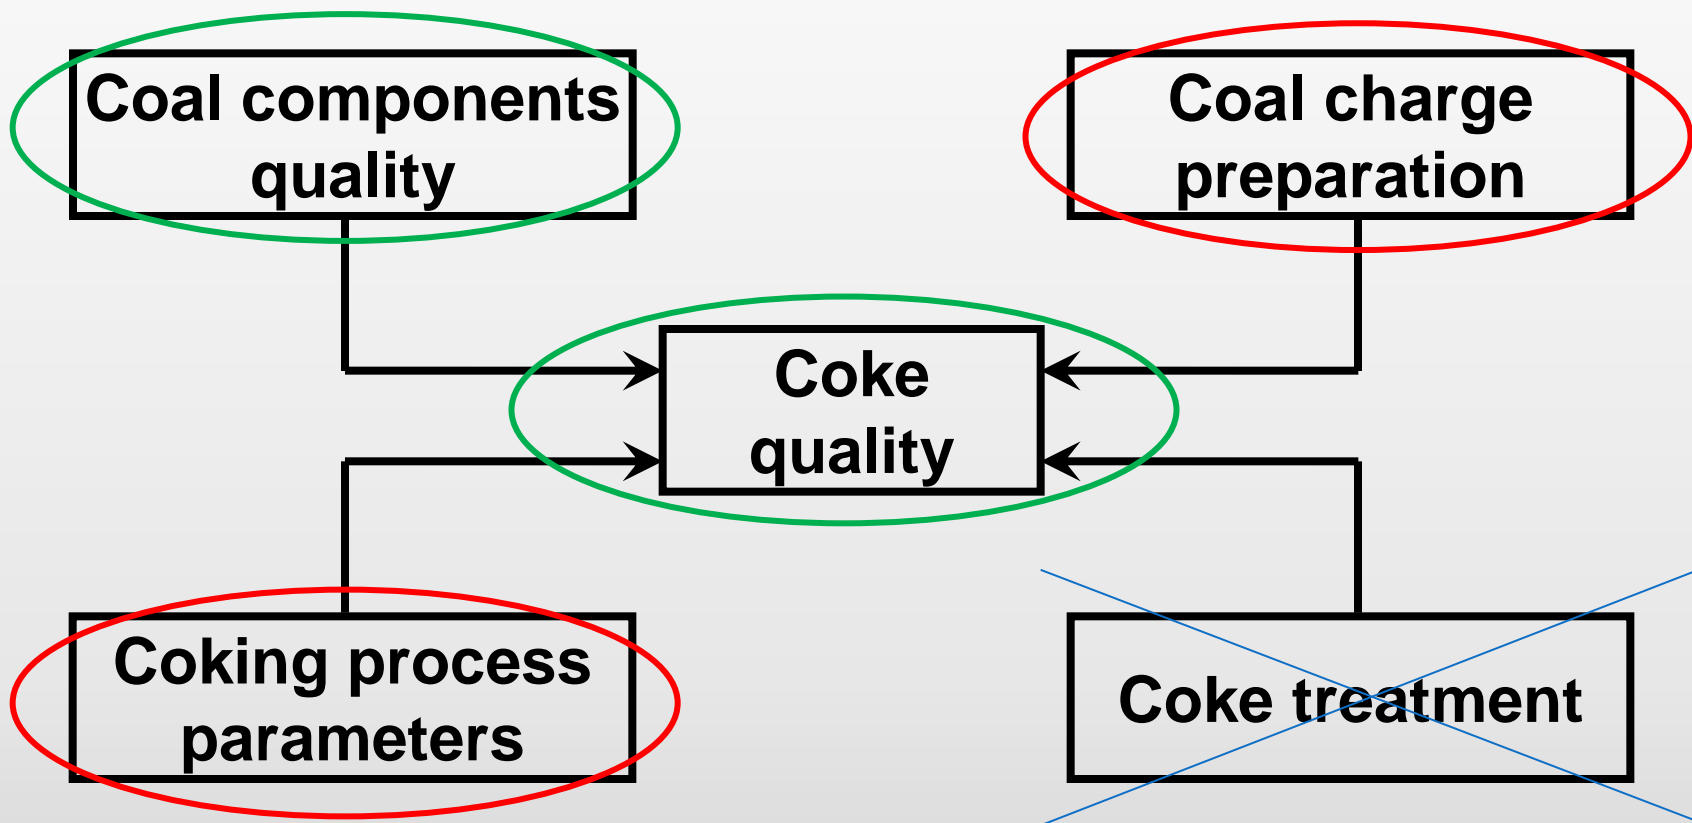 Coal components
quality
Coal charge
preparation
Coke
quality
Coking process
parameters
Coke treatment